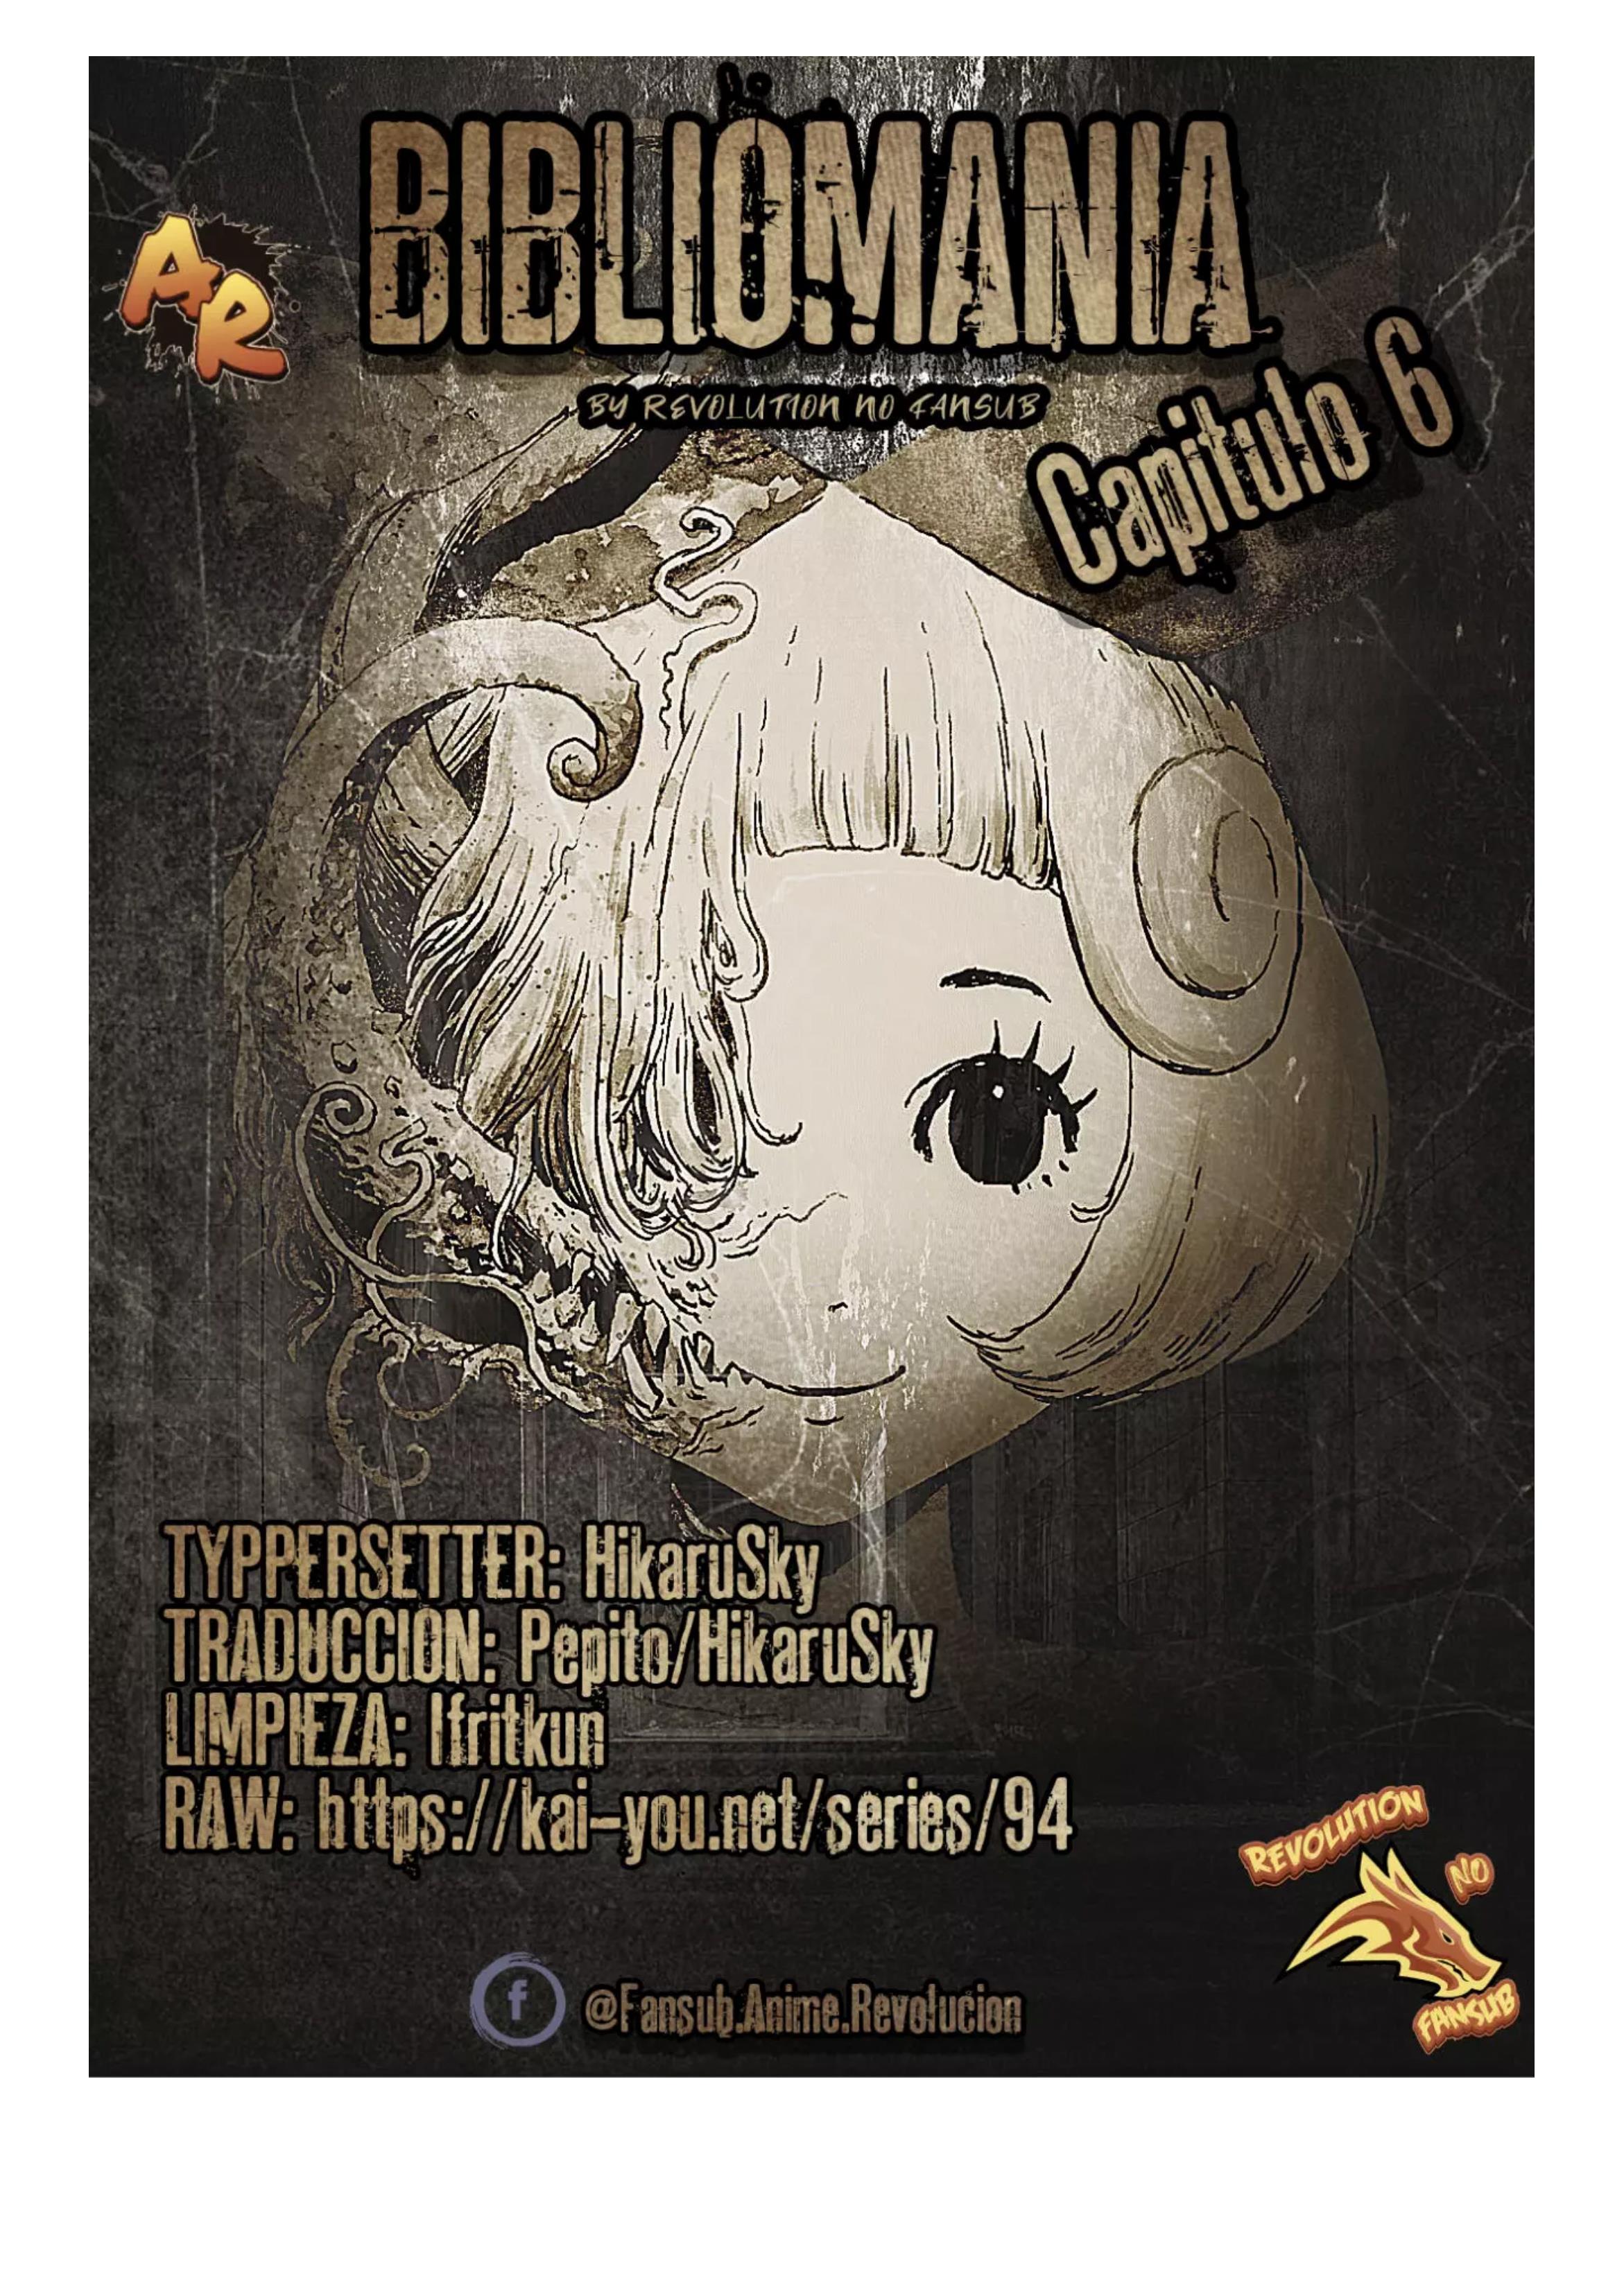 BIBLIOMANIA
AR
BY REVOLUTION NO FANSUB
Capitulo 6
TYPPERSETTER: HikaruSky
TRADUCCION: Pepito/HikaruSky
LIMPIEZA: Ifritkun
RAW: https://kai-you.net/series/94
REVOLUTION
NO
FANSUB
f @Fansub.Anime.Revolucion